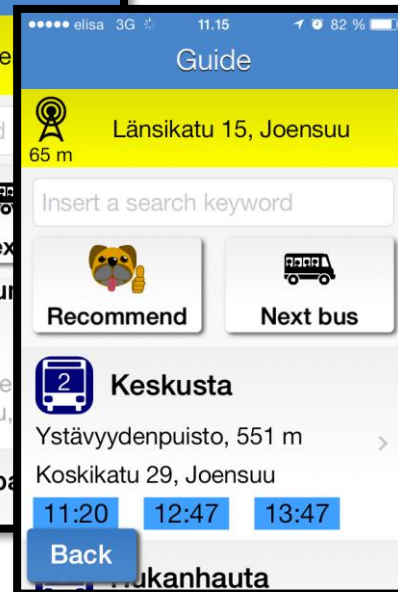 elisa 3G 11.15 82 %
Guide
Länsikatu 15, Joensuu
65 m
Insert a search keyword
Recommend Next bus
2 Keskusta
Ystävyydenpuisto, 551 m
Koskikatu 29, Joensuu
11:20 12:47 13:47
Back